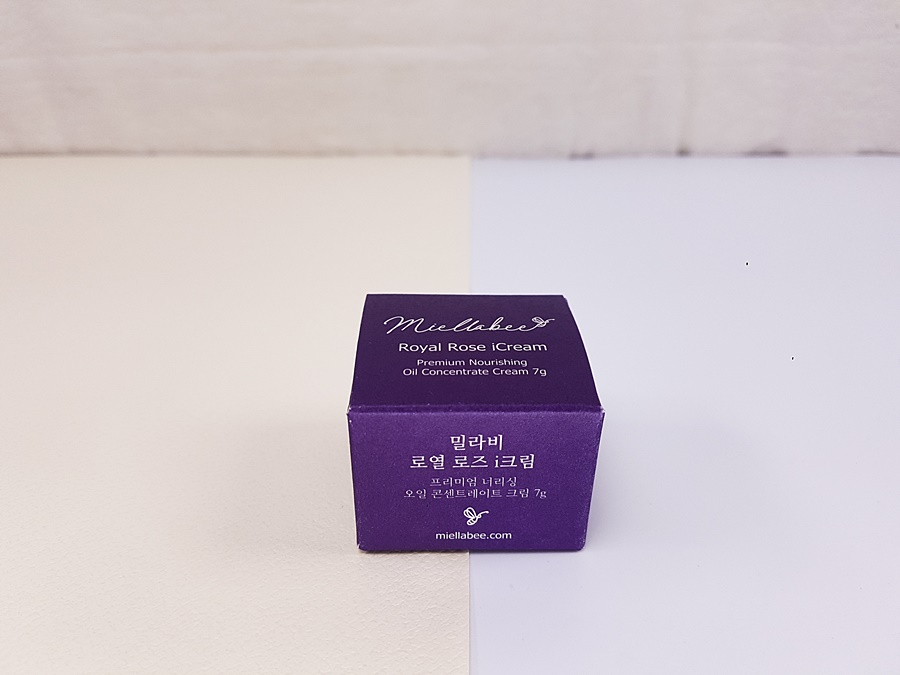 Miellabee
Royal Rose iCream
Premium Nourishing
Oil Concentrate Cream 7g
밀라비
로열 로즈 i크림
프리미엄 너리싱
오일 콘센트레이트 크림 7g
miellabee.com